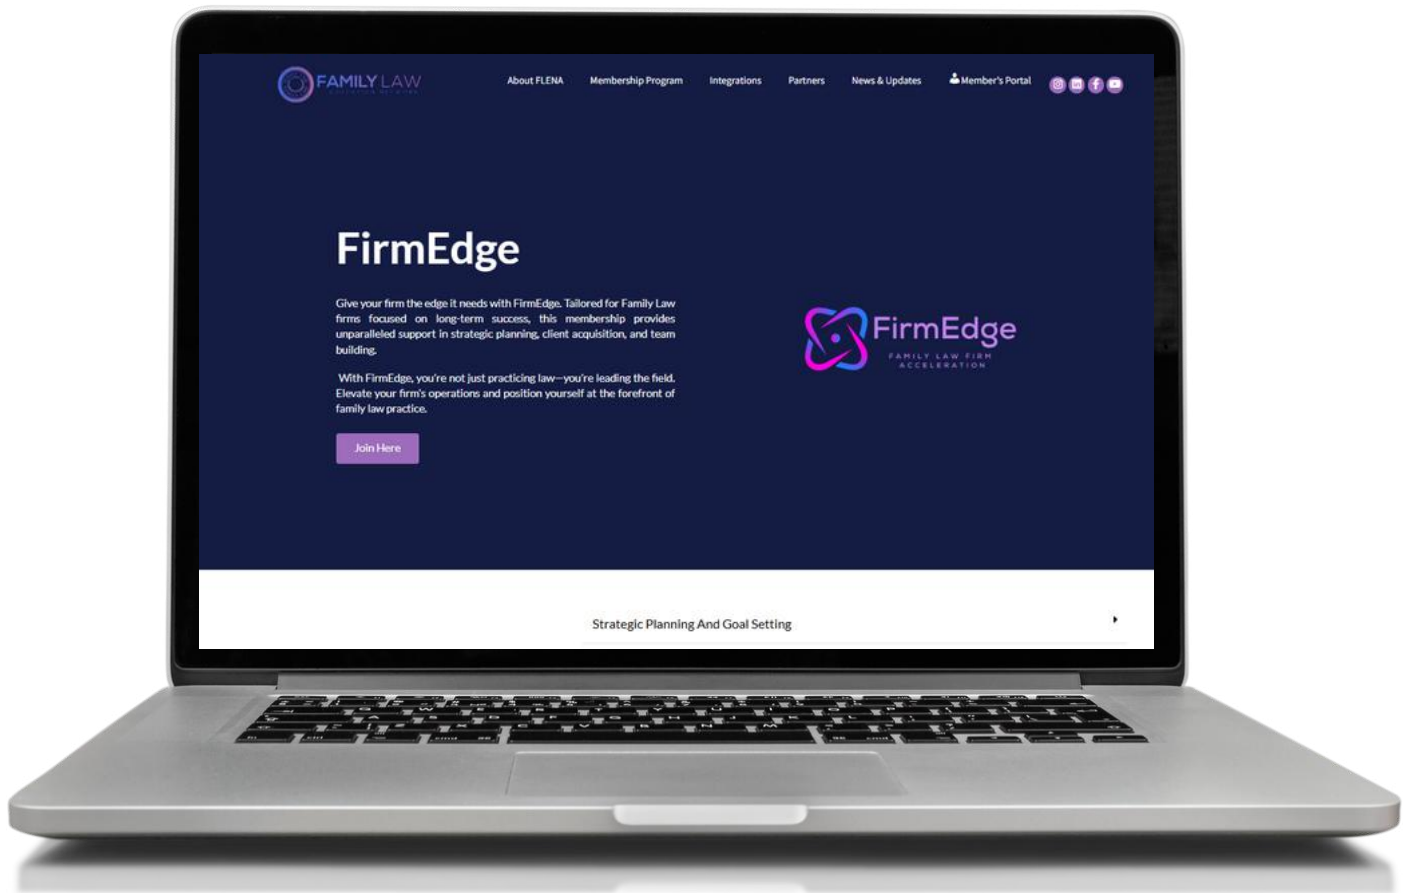 FAMILY LAW
About FLENA
Membership Program
Integrations
Partners
News & Updates
Member's Portal
FirmEdge
Give your firm the edge it needs with FirmEdge. Tailored for Family Law
firms focused on long-term success, this membership provides
unparalleled support in strategic planning, client acquisition, and team
building.
With FirmEdge, you're not just practicing law—you're leading the field.
Elevate your firm's operations and position yourself at the forefront of
family law practice.
Join Here
FirmEdge
FAMILY LAW FIRM
ACCELERATION
Strategic Planning And Goal Setting